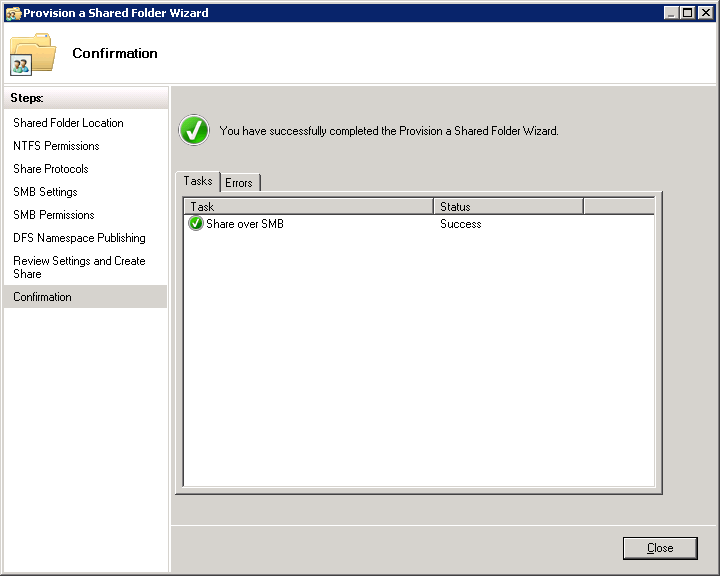 Provision a Shared Folder Wizard
Confirmation
Steps:
Shared Folder Location
NTFS Permissions
Share Protocols
SMB Settings
SMB Permissions
DFS Namespace Publishing
Review Settings and Create
Share
Confirmation
You have successfully completed the Provision a Shared Folder Wizard.
Tasks Errors
Task Status
Share over SMB Success
Close